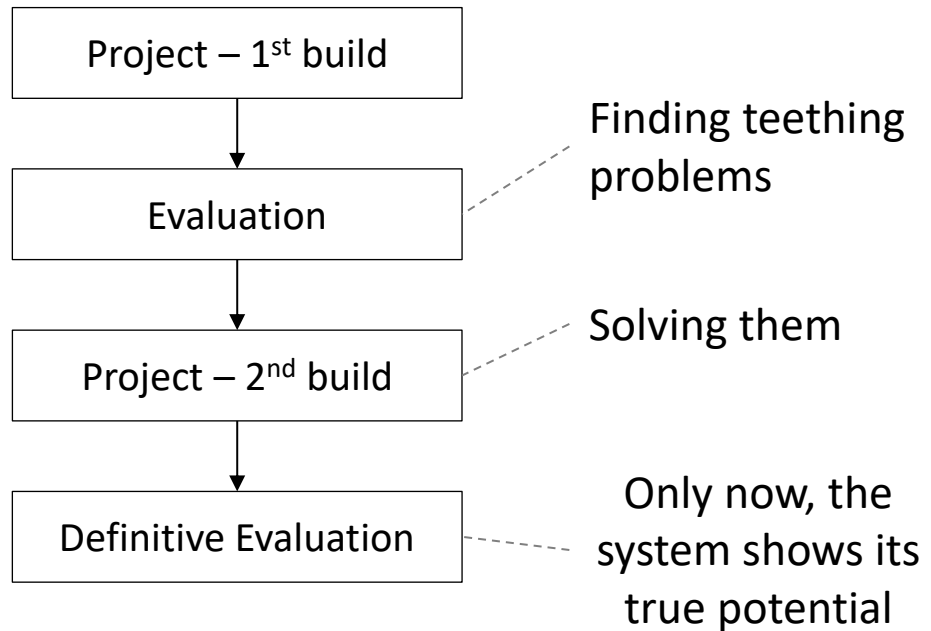 Project – 1st build
Finding teething
problems
Evaluation
Solving them
Project – 2nd build
Only now, the
system shows its
true potential
Definitive Evaluation